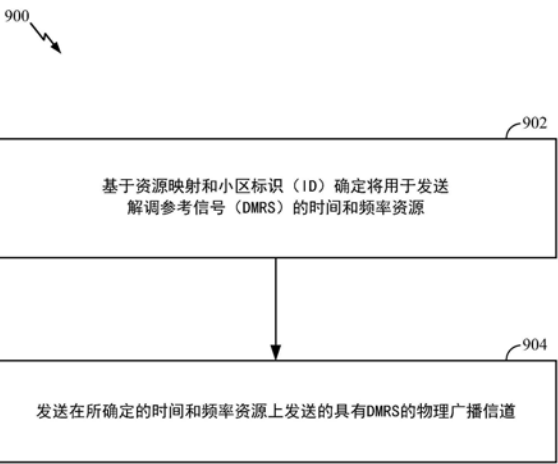 900
902
基于资源映射和小区标识（ID）确定将用于发送
解调参考信号（DMRS）的时间和频率资源
904
发送在所确定的时间和频率资源上发送的具有DMRS的物理广播信道